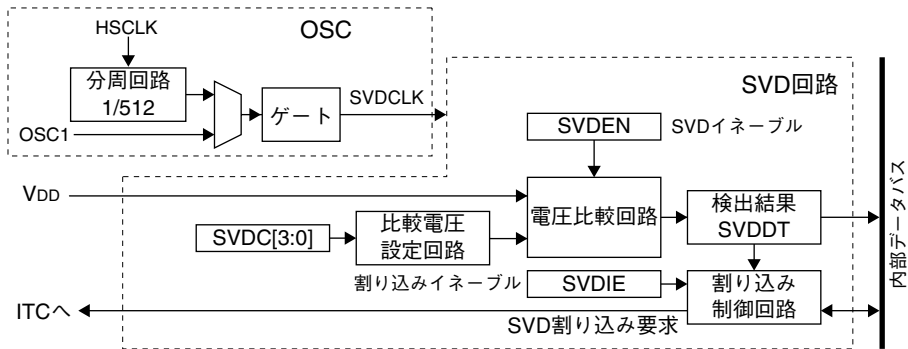 HSCLK
OSC
分周回路
1/512
OSC1
ゲート
SVDCLK
SVD回路
SVDEN
SVDイネーブル
VDD
電圧比較回路
検出結果
SVDDT
SVDC[3:0]
比較電圧
設定回路
割り込みイネーブル
SVDIE
割り込み
制御回路
ITCへ
SVD割り込み要求
内部データバス